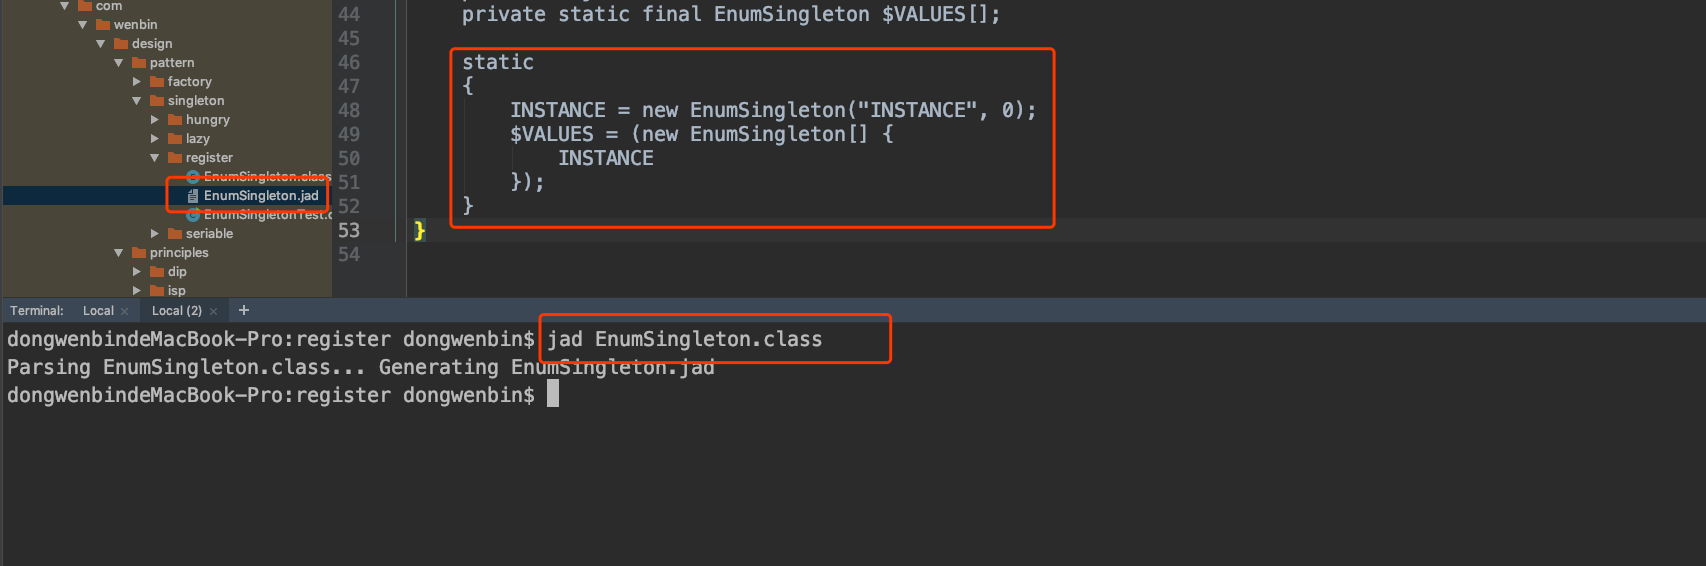 com
wenbin
design
pattern
factory
singleton
hungry
lazy
register
EnumSingleton.class
EnumSingleton.jad
EnumSingletonTest.c
seriable
principles
dip
isp
44 private static final EnumSingleton $VALUES[];
45
46 static
47 {
48 INSTANCE = new EnumSingleton("INSTANCE", 0);
49 $VALUES = (new EnumSingleton[] {
50 INSTANCE
51 });
52 }
53 }
54
Terminal: Local × Local (2) × +
dongwenbindeMacBook-Pro:register dongwenbin$ jad EnumSingleton.class
Parsing EnumSingleton.class... Generating EnumSingleton.jad
dongwenbindeMacBook-Pro:register dongwenbin$